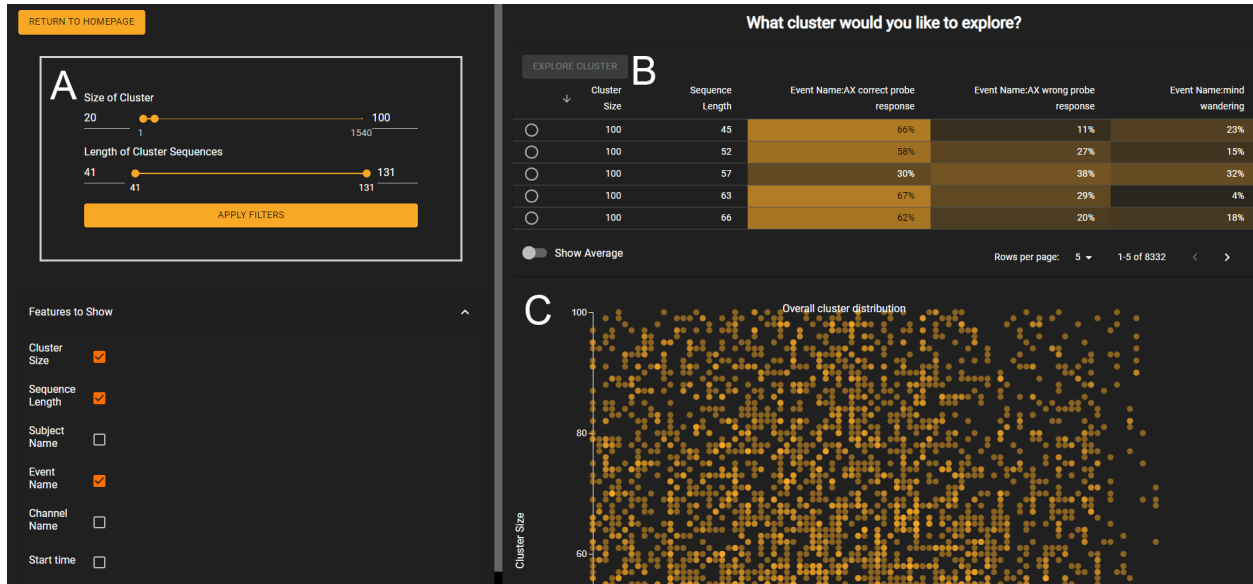 RETURN TO HOMEPAGE
A
Size of Cluster
20 100
1 1540
Length of Cluster Sequences
41 131
41 131
APPLY FILTERS
Features to Show
Cluster
Size
Sequence
Length
Subject
Name
Event
Name
Channel
Name
Start time
What cluster would you like to explore?
EXPLORE CLUSTER
B
Cluster Sequence Event Name:AX correct probe Event Name:AX wrong probe Event Name:mind
Size Length response response wandering
100 45 66% 11% 23%
100 52 58% 27% 15%
100 57 30% 38% 32%
100 63 67% 29% 4%
100 66 62% 20% 18%
Show Average
Rows per page: 5 1-5 of 8332
C
Overall cluster distribution
100
80
60
Cluster Size